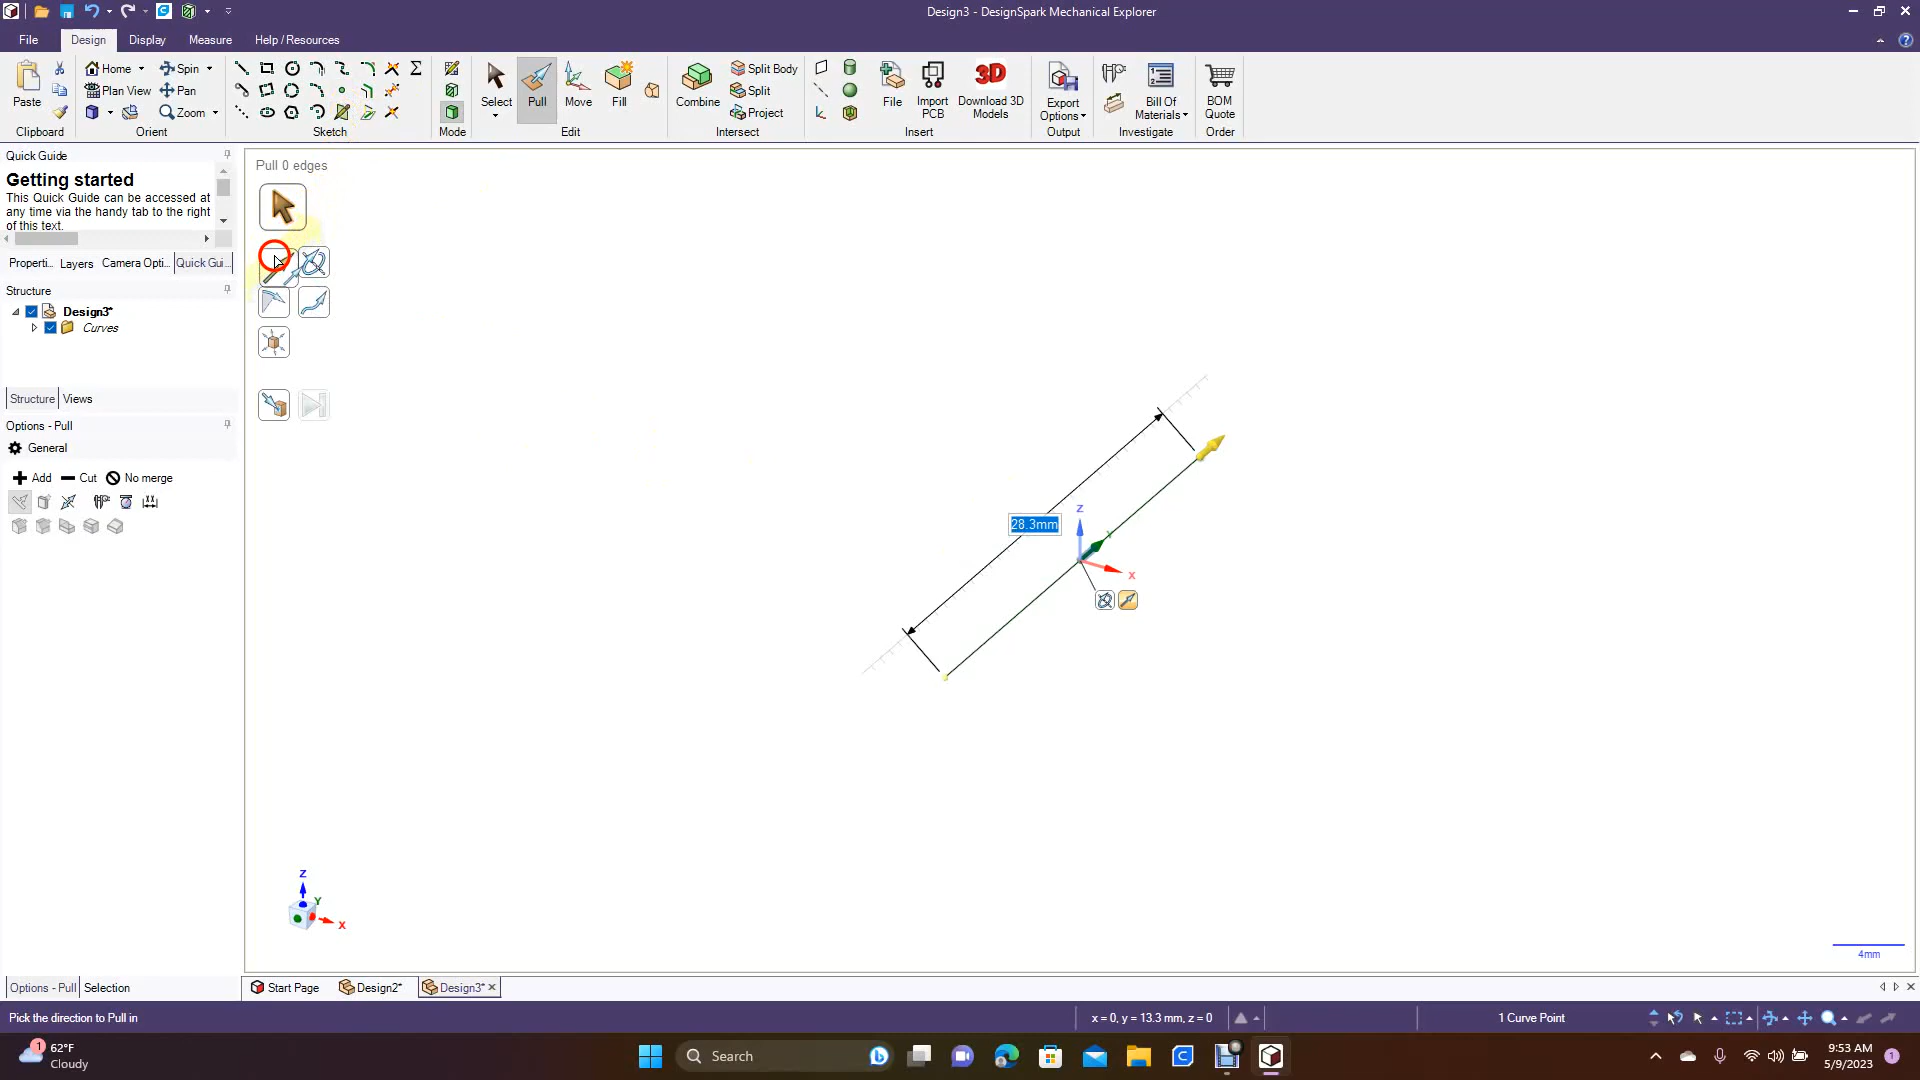 Design3 - DesignSpark Mechanical Explorer
File
Design
Display
Measure
Help / Resources
Paste
Clipboard
Home
Spin
Plan View
Pan
Zoom
Orient
Sketch
Mode
Select
Pull
Move
Fill
Edit
Combine
Split Body
Split
Project
Intersect
File
Import PCB
3D
Download 3D Models
Insert
Export Options
Output
Bill Of Materials
Investigate
BOM Quote
Order
Quick Guide
Getting started
This Quick Guide can be accessed at
any time via the handy tab to the right
of this text.
Properti...
Layers
Camera Opti...
Quick Gui...
Structure
Design3*
Curves
Structure
Views
Options - Pull
General
Add
Cut
No merge
Pull 0 edges
28.3mm
Z
Y
X
Z
Y
X
4mm
Options - Pull
Selection
Start Page
Design2*
Design3*
Pick the direction to Pull in
x = 0, y = 13.3 mm, z = 0
1 Curve Point
1
62°F
Cloudy
Search
9:53 AM
5/9/2023
1